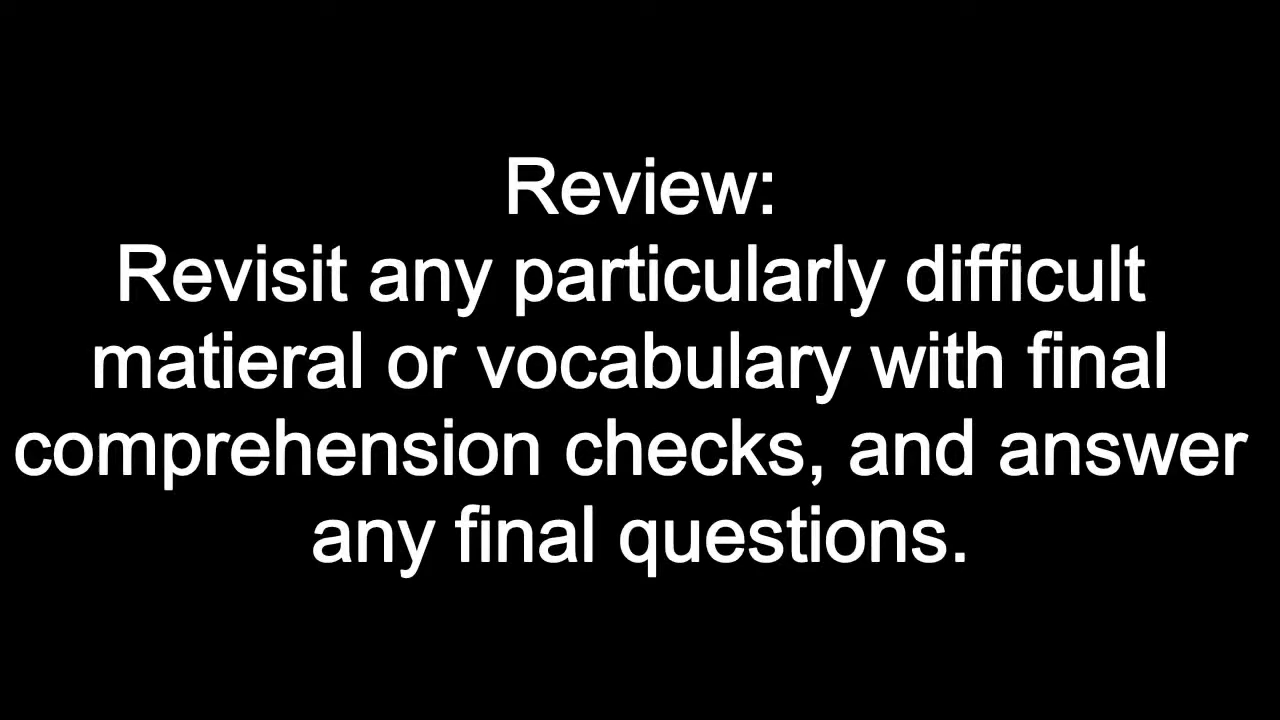 Review:
Revisit any particularly difficult
matieral or vocabulary with final
comprehension checks, and answer
any final questions.